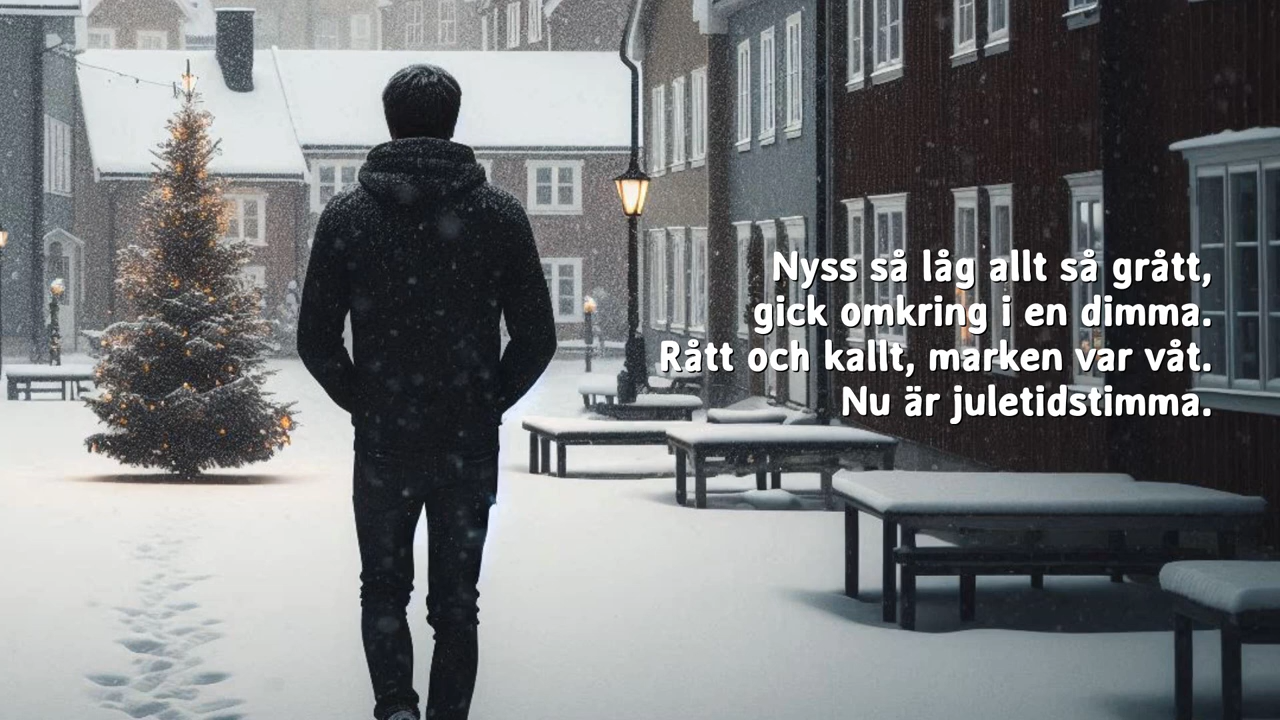 Nyss så låg allt så grått,
gick omkring i en dimma.
Rått och kallt, marken var våt.
Nu är juletidstimma.